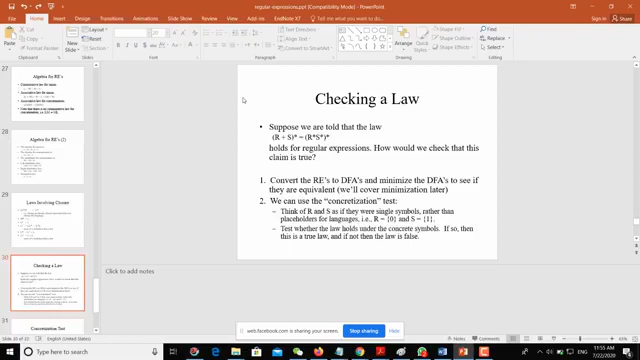 regular-expressions.ppt [Compatibility Mode] - PowerPoint
File Home Insert Design Transitions Animations Slide Show Review View EndNote X7 Tell me what you want to do...
Sign in Share
Paste
Clipboard
New Slide
Layout
Reset
Section
Slides
Font
Paragraph
Arrange
Quick Styles
Shape Fill
Shape Outline
Shape Effects
Drawing
Find
Replace
Select
Editing
27
Algebra for RE's
28
Algebra for RE's (2)
29
Laws Involving Closure
30
Checking a Law
31
Concretization Test
Checking a Law
• Suppose we are told that the law
(R + S)* = (R*S*)*
holds for regular expressions. How would we check that this
claim is true?
1. Convert the RE's to DFA's and minimize the DFA's to see if
they are equivalent (we'll cover minimization later)
2. We can use the "concretization" test:
– Think of R and S as if they were single symbols, rather than
placeholders for languages, i.e., R = {0} and S = {1}.
– Test whether the law holds under the concrete symbols. If so, then
this is a true law, and if not then the law is false.
Click to add notes
web.facebook.com is sharing your screen.
Stop sharing
Hide
English (United States)
Notes
Comments
Type here to search
11:55 AM
7/22/2020